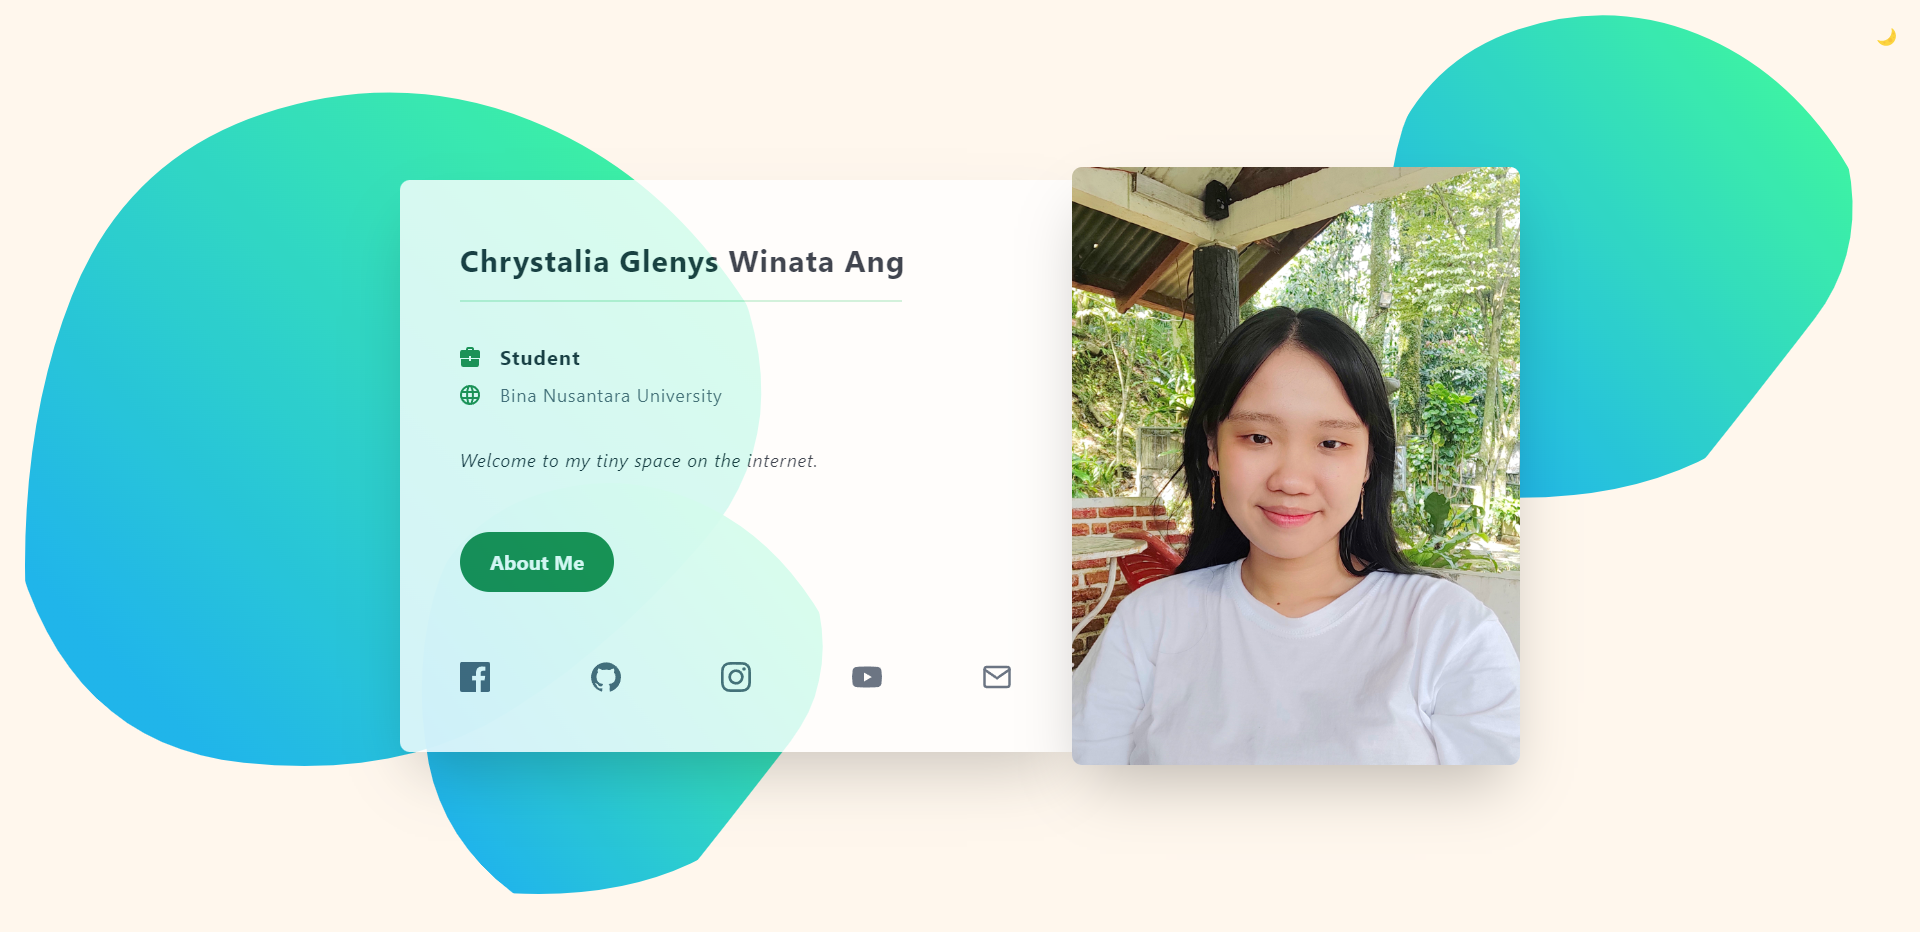 Chrystalia Glenys Winata Ang
Student
Bina Nusantara University
Welcome to my tiny space on the internet.
About Me